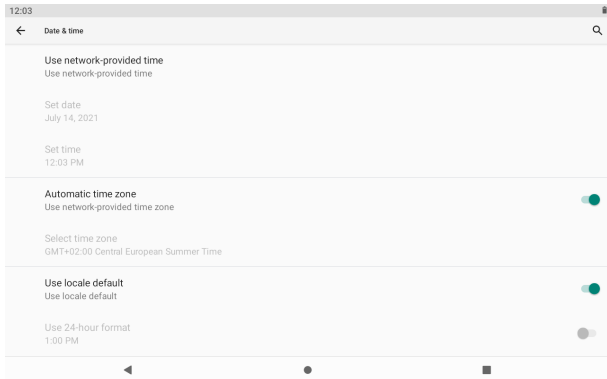 12:03
Date & time
Use network-provided time
Use network-provided time
Set date
July 14, 2021
Set time
12:03 PM
Automatic time zone
Use network-provided time zone
Select time zone
GMT+02:00 Central European Summer Time
Use locale default
Use locale default
Use 24-hour format
1:00 PM